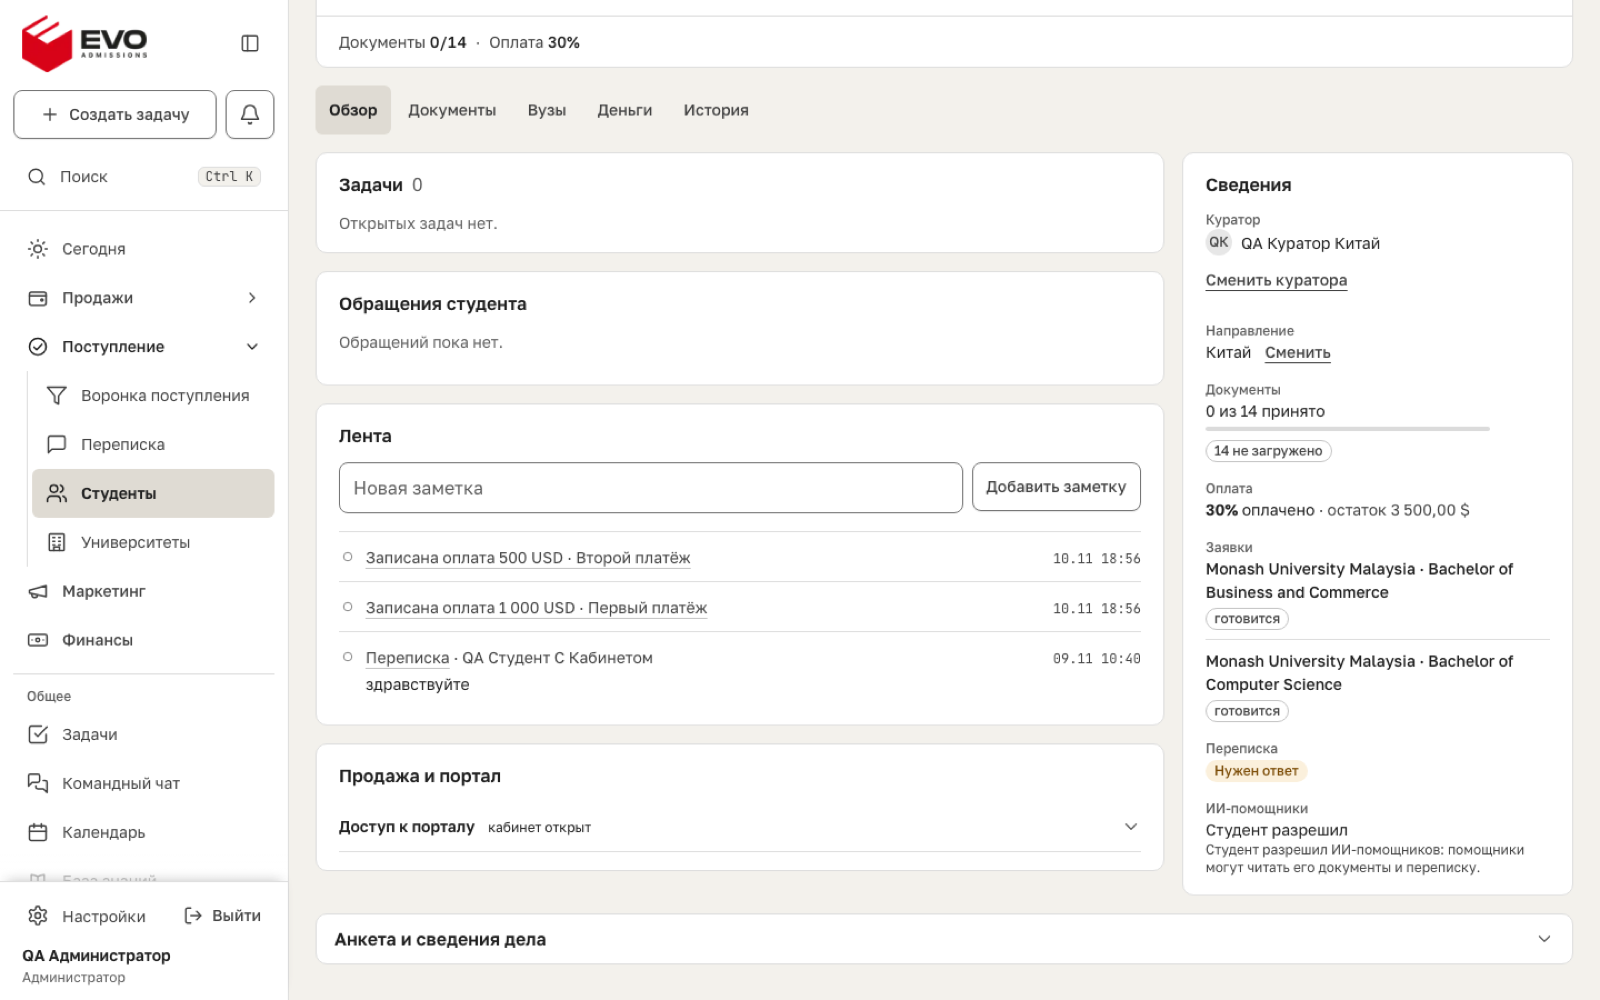 EVO
ADMISSIONS
Создать задачу
Поиск
Ctrl K
Сегодня
Продажи
Поступление
Воронка поступления
Переписка
Студенты
Университеты
Маркетинг
Финансы
Общее
Задачи
Командный чат
Календарь
База знаний
Настройки
Выйти
QA Администратор
Администратор
Документы 0/14 · Оплата 30%
Обзор
Документы
Вузы
Деньги
История
Задачи 0
Открытых задач нет.
Обращения студента
Обращений пока нет.
Лента
Новая заметка
Добавить заметку
Записана оплата 500 USD · Второй платёж
10.11 18:56
Записана оплата 1 000 USD · Первый платёж
10.11 18:56
Переписка · QA Студент С Кабинетом
09.11 10:40
здравствуйте
Продажа и портал
Доступ к порталу кабинет открыт
Сведения
Куратор
QK QA Куратор Китай
Сменить куратора
Направление
Китай Сменить
Документы
0 из 14 принято
14 не загружено
Оплата
30% оплачено · остаток 3 500,00 $
Заявки
Monash University Malaysia · Bachelor of
Business and Commerce
готовится
Monash University Malaysia · Bachelor of
Computer Science
готовится
Переписка
Нужен ответ
ИИ-помощники
Студент разрешил
Студент разрешил ИИ-помощников: помощники
могут читать его документы и переписку.
Анкета и сведения дела